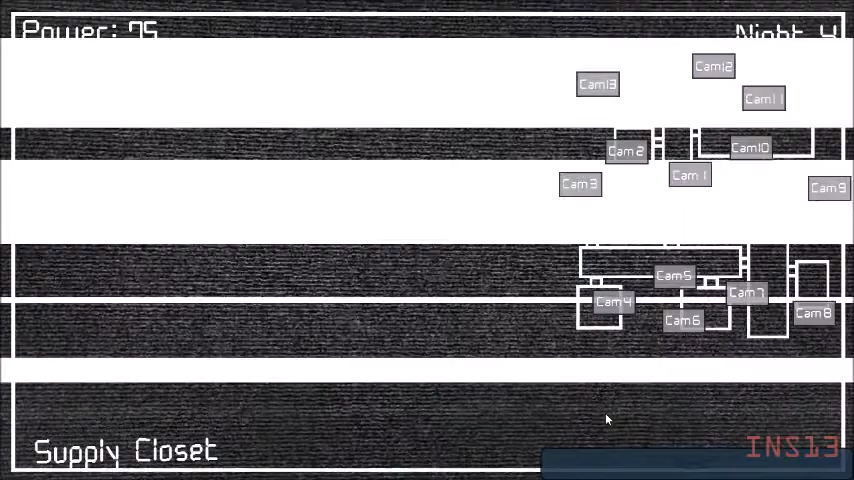 Power: 75
Night 4
Cam12
Cam13
Cam11
Cam2
Cam10
Cam1
Cam3
Cam9
Cam5
Cam7
Cam4
Cam8
Cam6
Supply Closet
INS13